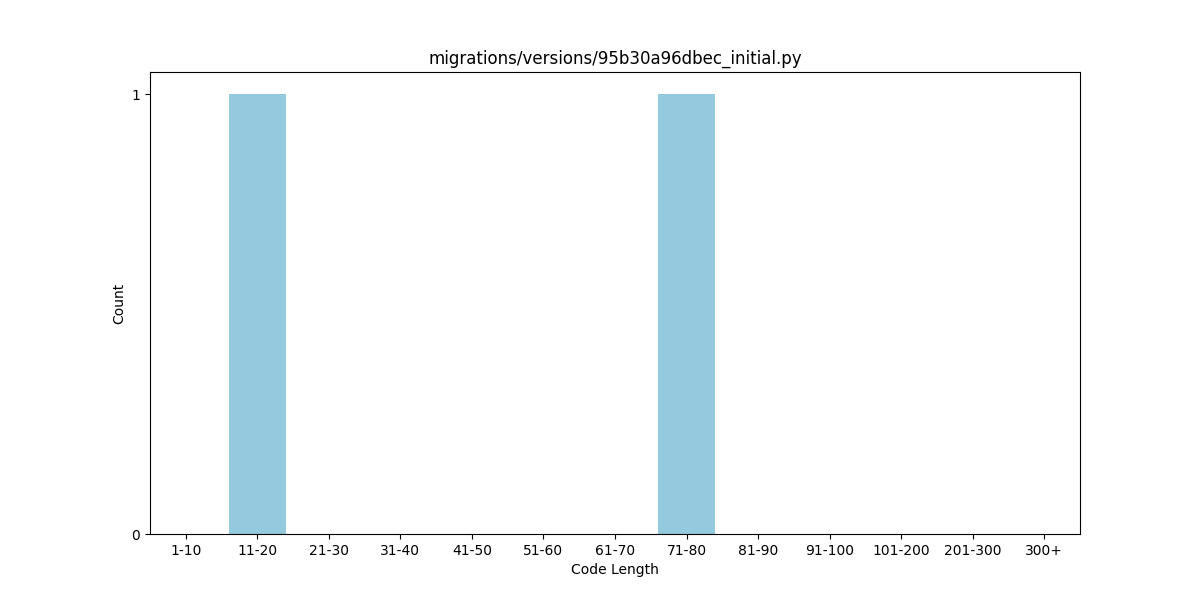 migrations/versions/95b30a96dbec_initial.py
1
Count
0
1-10 11-20 21-30 31-40 41-50 51-60 61-70 71-80 81-90 91-100 101-200 201-300 300+
Code Length